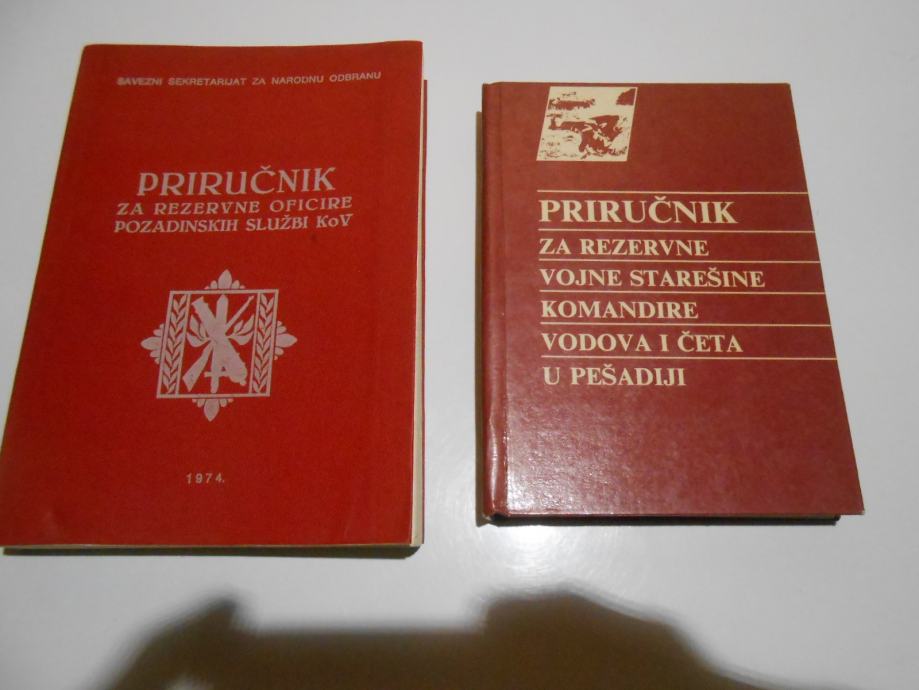 SAVEZNI SEKRETARIJAT ZA NARODNU ODBRANU
PRIRUČNIK
ZA REZERVNE OFICIRE
POZADINSKIH SLUŽBI KoV
1974.
PRIRUČNIK
ZA REZERVNE
VOJNE STAREŠINE
KOMANDIRE
VODOVA I ČETA
U PEŠADIJI